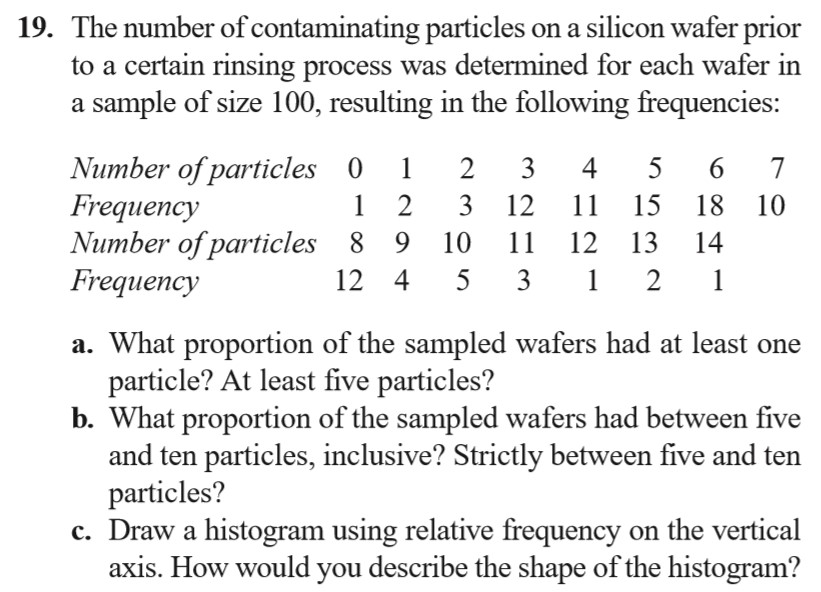 19. The number of contaminating particles on a silicon wafer prior
to a certain rinsing process was determined for each wafer in
a sample of size 100, resulting in the following frequencies:
Number of particles 0 1 2 3 4 5 6 7
Frequency 1 2 3 12 11 15 18 10
Number of particles 8 9 10 11 12 13 14
Frequency 12 4 5 3 1 2 1
a. What proportion of the sampled wafers had at least one
particle? At least five particles?
b. What proportion of the sampled wafers had between five
and ten particles, inclusive? Strictly between five and ten
particles?
c. Draw a histogram using relative frequency on the vertical
axis. How would you describe the shape of the histogram?